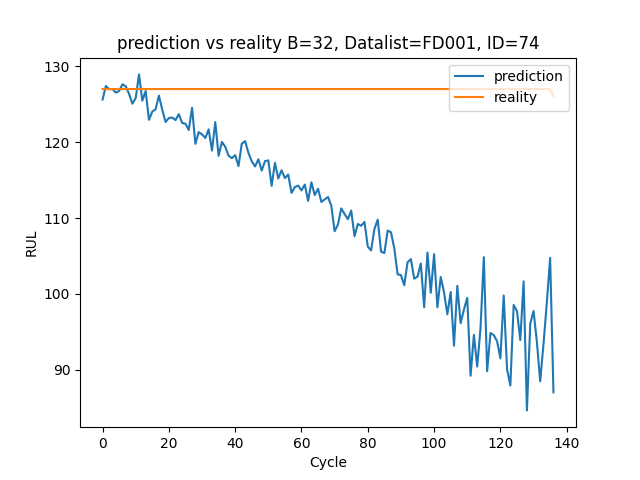 prediction vs reality B=32, Datalist=FD001, ID=74
prediction
reality
RUL
130
120
110
100
90
0 20 40 60 80 100 120 140
Cycle